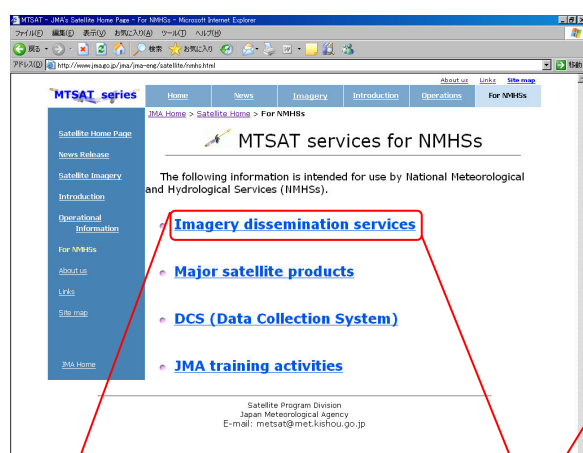 MTSAT - JMA's Satellite Home Page - For NMHSs - Microsoft Internet Explorer
ファイル(F) 編集(E) 表示(V) お気に入り(A) ツール(T) ヘルプ(H)
戻る 検索 お気に入り
アドレス(D) http://www.jma.go.jp/jma/jma-eng/satellite/nmhs.html 移動
About us Links Site map
MTSAT series
Home News Imagery Introduction Operations For NMHSs
JMA Home > Satellite Home > For NMHSs
MTSAT services for NMHSs
Satellite Home Page
News Release
Satellite Imagery
Introduction
Operational
Information
For NMHSs
About us
Links
Site map
JMA Home
The following information is intended for use by National Meteorological
and Hydrological Services (NMHSs).
Imagery dissemination services
Major satellite products
DCS (Data Collection System)
JMA training activities
Satellite Program Division
Japan Meteorological Agency
E-mail: metsat@met.kishou.go.jp